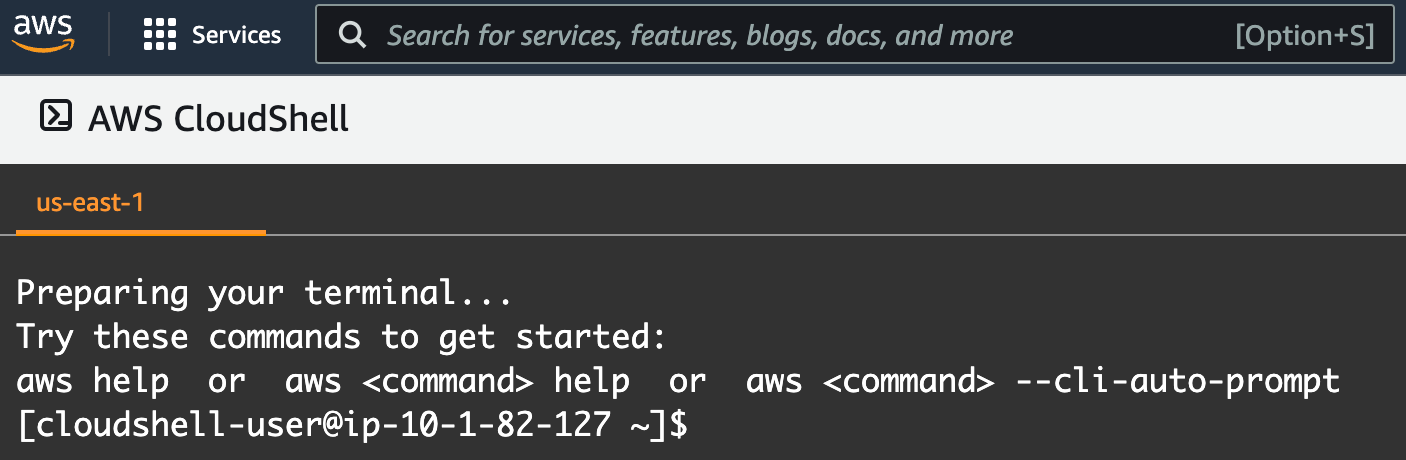 aws
Services
Search for services, features, blogs, docs, and more
[Option+S]
AWS CloudShell
us-east-1
Preparing your terminal...
Try these commands to get started:
aws help  or  aws <command> help  or  aws <command> --cli-auto-prompt
[cloudshell-user@ip-10-1-82-127 ~]$